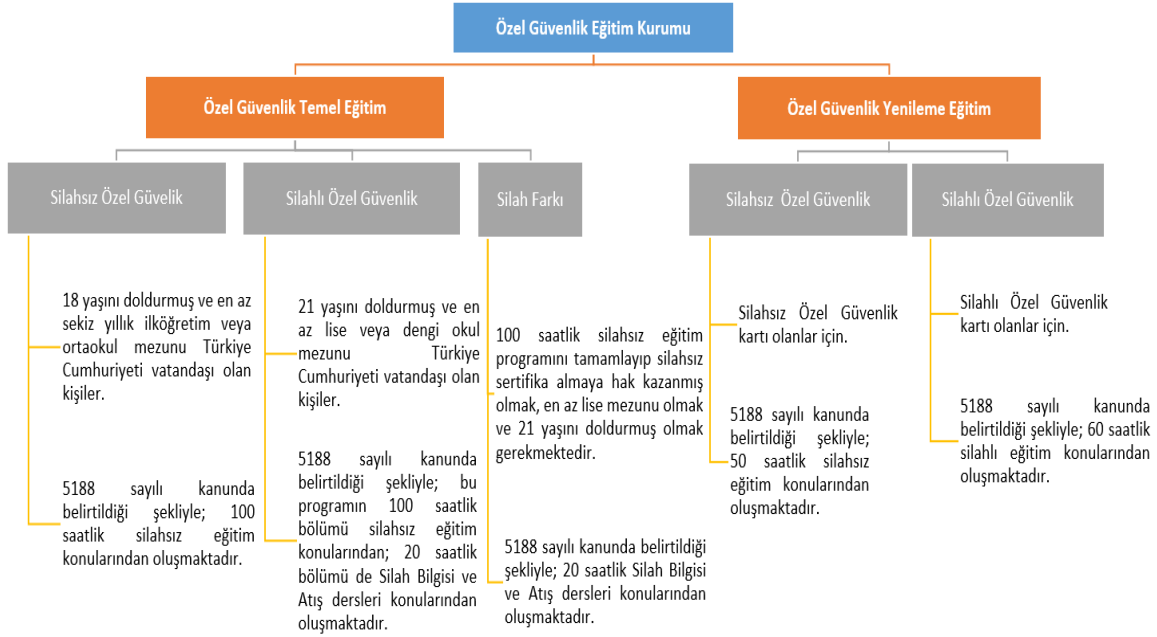 Özel Güvenlik Eğitim Kurumu
Özel Güvenlik Temel Eğitim
Özel Güvenlik Yenileme Eğitim
Silahsız Özel Güvelik
Silahlı Özel Güvenlik
Silah Farkı
Silahsız Özel Güvenlik
Silahlı Özel Güvenlik
18 yaşını doldurmuş ve en az
sekiz yıllık ilköğretim veya
ortaokul mezunu Türkiye
Cumhuriyeti vatandaşı olan
kişiler.
5188 sayılı kanunda
belirtildiği şekliyle; 100
saatlik silahsız eğitim
konularından oluşmaktadır.
21 yaşını doldurmuş ve en
az lise veya dengi okul
mezunu Türkiye
Cumhuriyeti vatandaşı olan
kişiler.
5188 sayılı kanunda
belirtildiği şekliyle; bu
programın 100 saatlik
bölümü silahsız eğitim
konularından; 20 saatlik
bölümü de Silah Bilgisi ve
Atış dersleri konularından
oluşmaktadır.
100 saatlik silahsız eğitim
programını tamamlayıp silahsız
sertifika almaya hak kazanmış
olmak, en az lise mezunu olmak
ve 21 yaşını doldurmuş olmak
gerekmektedir.
5188 sayılı kanunda belirtildiği
şekliyle; 20 saatlik Silah Bilgisi
ve Atış dersleri konularından
oluşmaktadır.
Silahsız Özel Güvenlik
kartı olanlar için.
5188 sayılı kanunda
belirtildiği şekliyle;
50 saatlik silahsız
eğitim konularından
oluşmaktadır.
Silahlı Özel Güvenlik
kartı olanlar için.
5188 sayılı kanunda
belirtildiği şekliyle; 60 saatlik
silahlı eğitim konularından
oluşmaktadır.